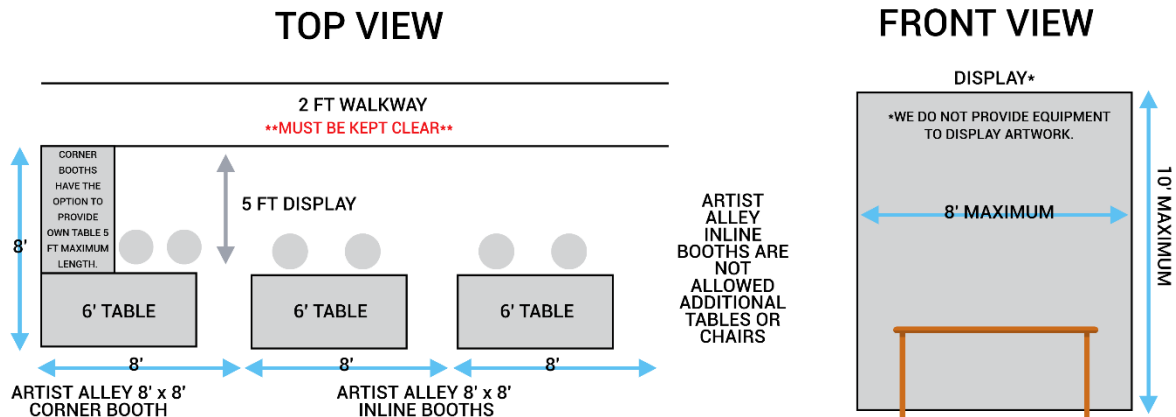 TOP VIEW
2 FT WALKWAY
**MUST BE KEPT CLEAR**
CORNER
BOOTHS
HAVE THE
OPTION TO
PROVIDE
OWN TABLE 5
FT MAXIMUM
LENGTH.
8'
5 FT DISPLAY
6' TABLE
6' TABLE
6' TABLE
8'
8'
8'
ARTIST ALLEY 8' x 8'
CORNER BOOTH
ARTIST ALLEY 8' x 8'
INLINE BOOTHS
ARTIST
ALLEY
INLINE
BOOTHS ARE
NOT
ALLOWED
ADDITIONAL
TABLES OR
CHAIRS
FRONT VIEW
DISPLAY*
*WE DO NOT PROVIDE EQUIPMENT
TO DISPLAY ARTWORK.
8' MAXIMUM
10' MAXIMUM